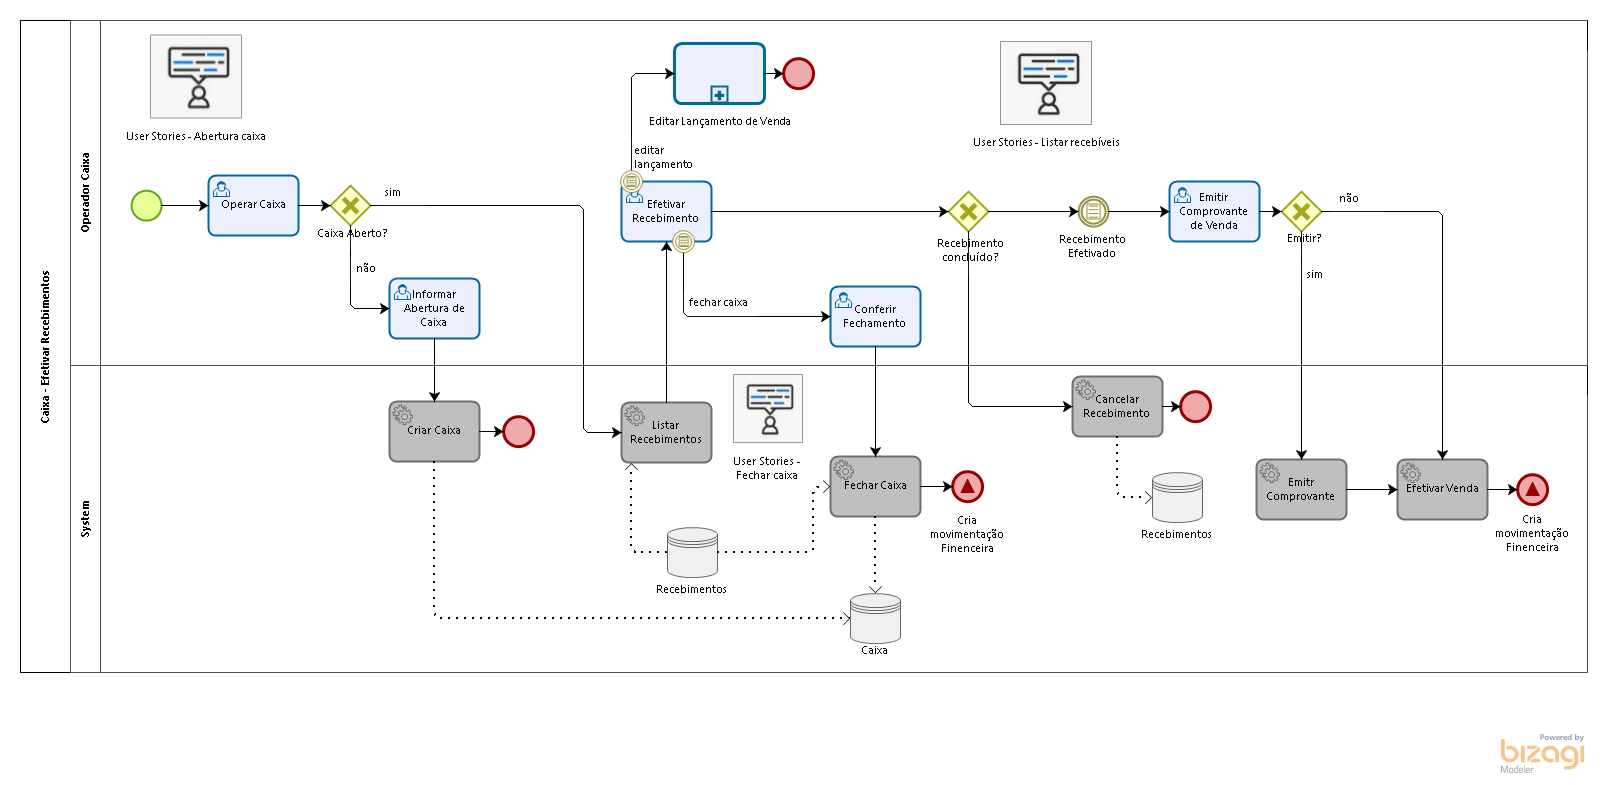 Caixa - Efetivar Recebimentos
Operador Caixa
User Stories - Abertura caixa
Editar Lançamento de Venda
User Stories - Listar recebíveis
editar
lançamento
Operar Caixa
sim
Caixa Aberto?
não
Efetivar
Recebimento
Recebimento
concluído?
Recebimento
Efetivado
Emitir
Comprovante
de Venda
não
Emitir?
sim
Informar
Abertura de
Caixa
fechar caixa
Conferir
Fechamento
System
Criar Caixa
Listar
Recebimentos
User Stories -
Fechar caixa
Fechar Caixa
Cria
movimentação
Financeira
Cancelar
Recebimento
Recebimentos
Emitr
Comprovante
Efetivar Venda
Cria
movimentação
Financeira
Recebimentos
Caixa
Powered by
bizagi
Modeler